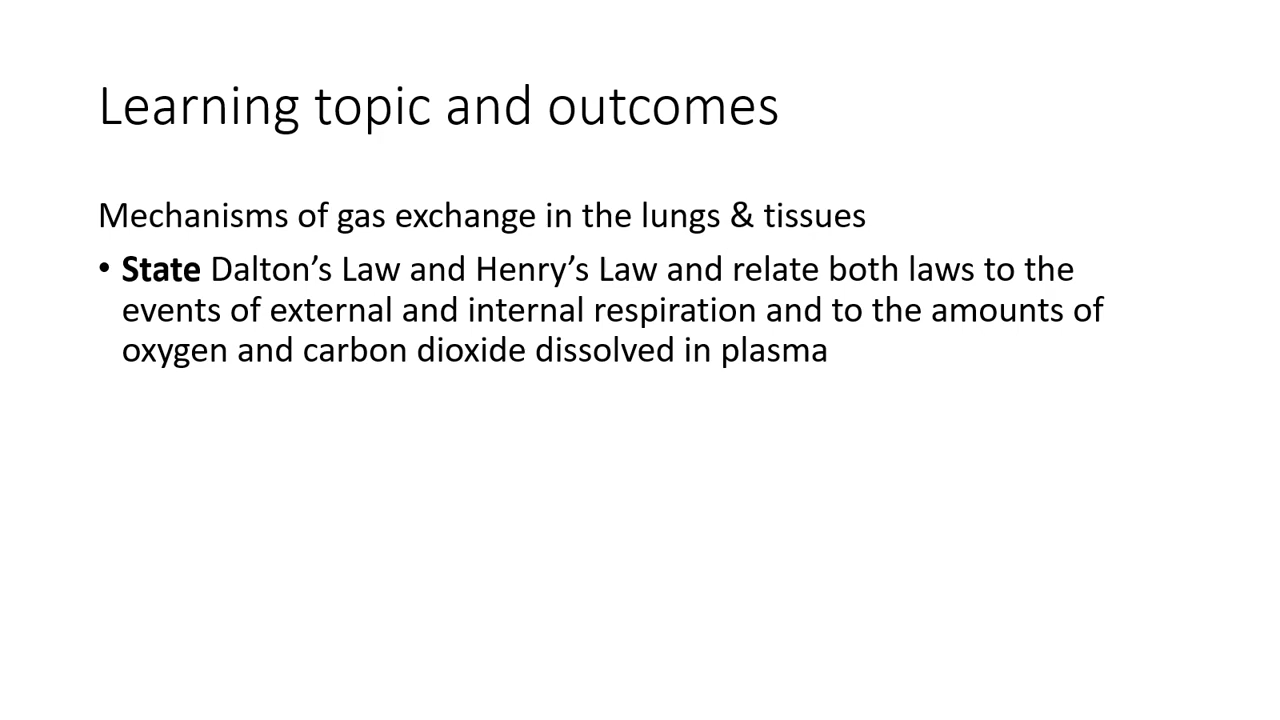 Learning topic and outcomes
Mechanisms of gas exchange in the lungs & tissues
• State Dalton’s Law and Henry’s Law and relate both laws to the
events of external and internal respiration and to the amounts of
oxygen and carbon dioxide dissolved in plasma